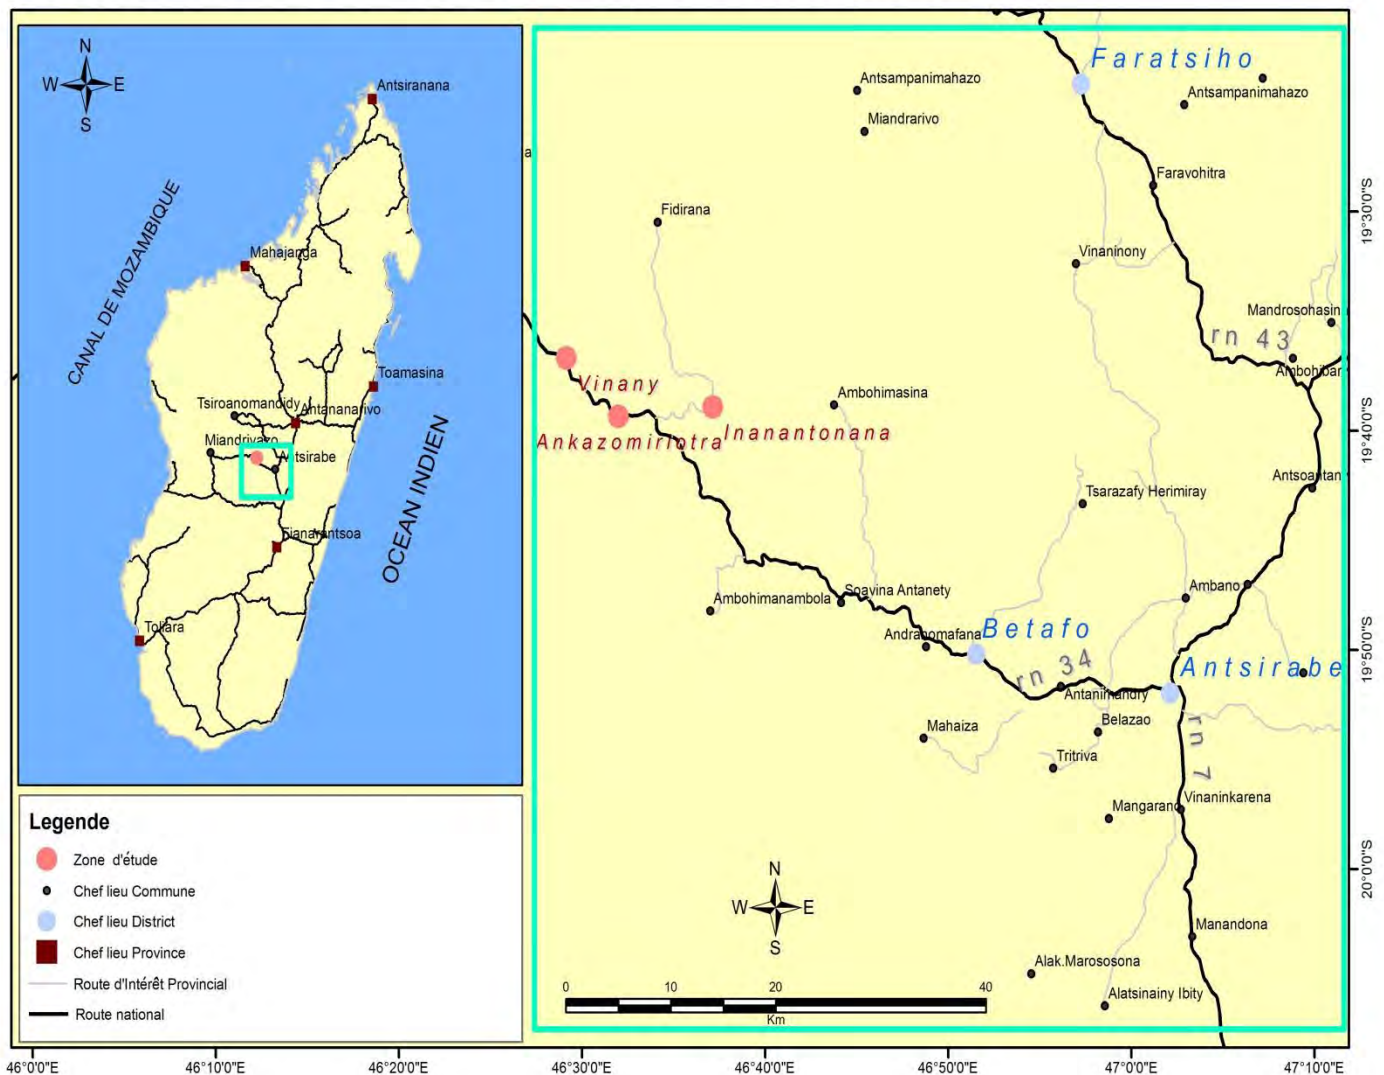 N
W E
S
Antsiranana
CANAL DE MOZAMBIQUE
Mahajanga
Toamasina
Tsiroanomandidy
Antananarivo
Miandrivazo
Antsirabe
OCEAN INDIEN
Fianarantsoa
Toliara
Legende
Zone d'étude
Chef lieu Commune
Chef lieu District
Chef lieu Province
Route d'Intérêt Provincial
Route national
a
Faratsiho
Antsampanimahazo
Antsampanimahazo
Miandrarivo
Faravohitra
Fidirana
Vinaninony
Mandrosohasin
rn 43
Ambohibar
Vinany
Ambohimasina
Ankazomiriotra
Inanantonana
Antsoantan
Tsarazafy Herimiray
Ambohimanambola
Soavina Antanety
Ambano
Andranomafana
Betafo
rn 34
Antsirabe
Antanimandry
Mahaiza
Belazao
rn 7
Tritriva
Mangarano
Vinaninkarena
N
W E
S
Manandona
Alak.Marososona
Alatsinainy Ibity
0 10 20 40
Km
19°30'0"S
19°40'0"S
19°50'0"S
20°0'0"S
46°0'0"E 46°10'0"E 46°20'0"E 46°30'0"E 46°40'0"E 46°50'0"E 47°0'0"E 47°10'0"E